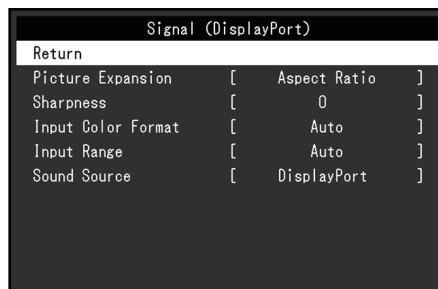 Signal (DisplayPort)
Return
Picture Expansion [ Aspect Ratio ]
Sharpness [ 0 ]
Input Color Format [ Auto ]
Input Range [ Auto ]
Sound Source [ DisplayPort ]